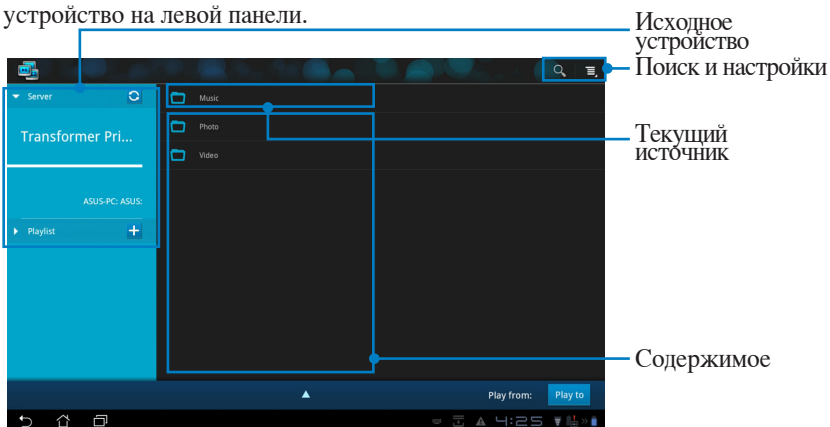 устройство на левой панели.
Исходное
устройство
Поиск и настройки
Server
Music
Photo
Текущий
источник
Transformer Pri...
Video
ASUS-PC: ASUS:
Playlist
Содержимое
Play from:
Play to
4:25